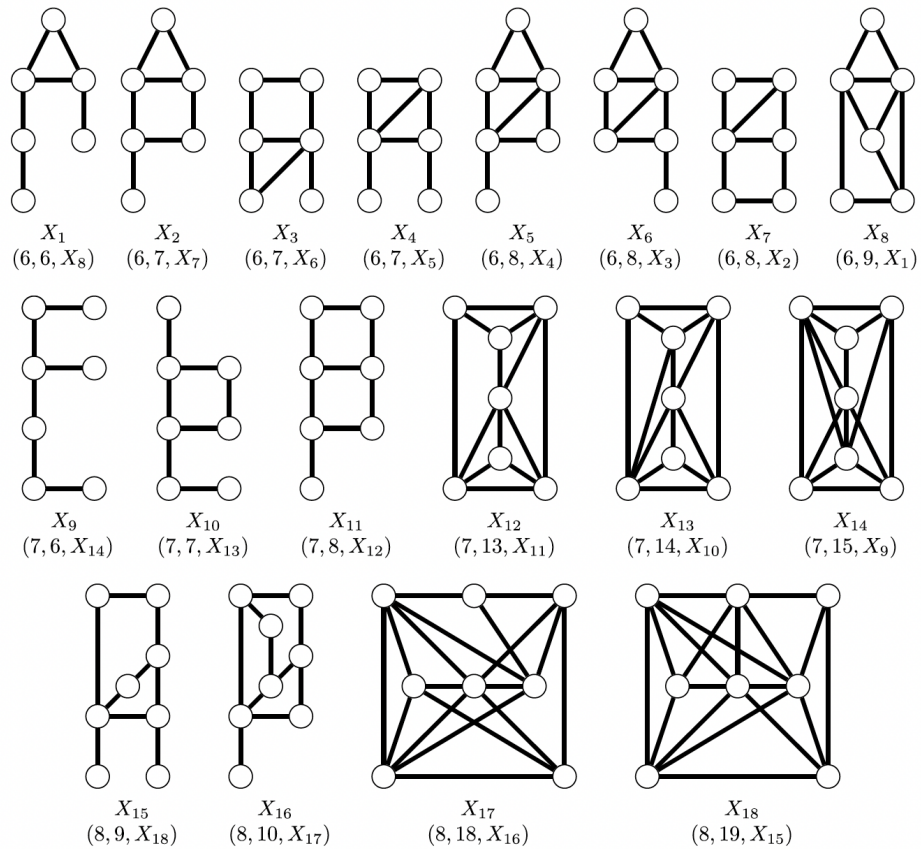 X₁ X₂ X₃ X₄ X₅ X₆ X₇ X₈
(6, 6, X₈) (6, 7, X₇) (6, 7, X₆) (6, 7, X₅) (6, 8, X₄) (6, 8, X₃) (6, 8, X₂) (6, 9, X₁)
X₉ X₁₀ X₁₁ X₁₂ X₁₃ X₁₄
(7, 6, X₁₄) (7, 7, X₁₃) (7, 8, X₁₂) (7, 13, X₁₁) (7, 14, X₁₀) (7, 15, X₉)
X₁₅ X₁₆ X₁₇ X₁₈
(8, 9, X₁₈) (8, 10, X₁₇) (8, 18, X₁₆) (8, 19, X₁₅)